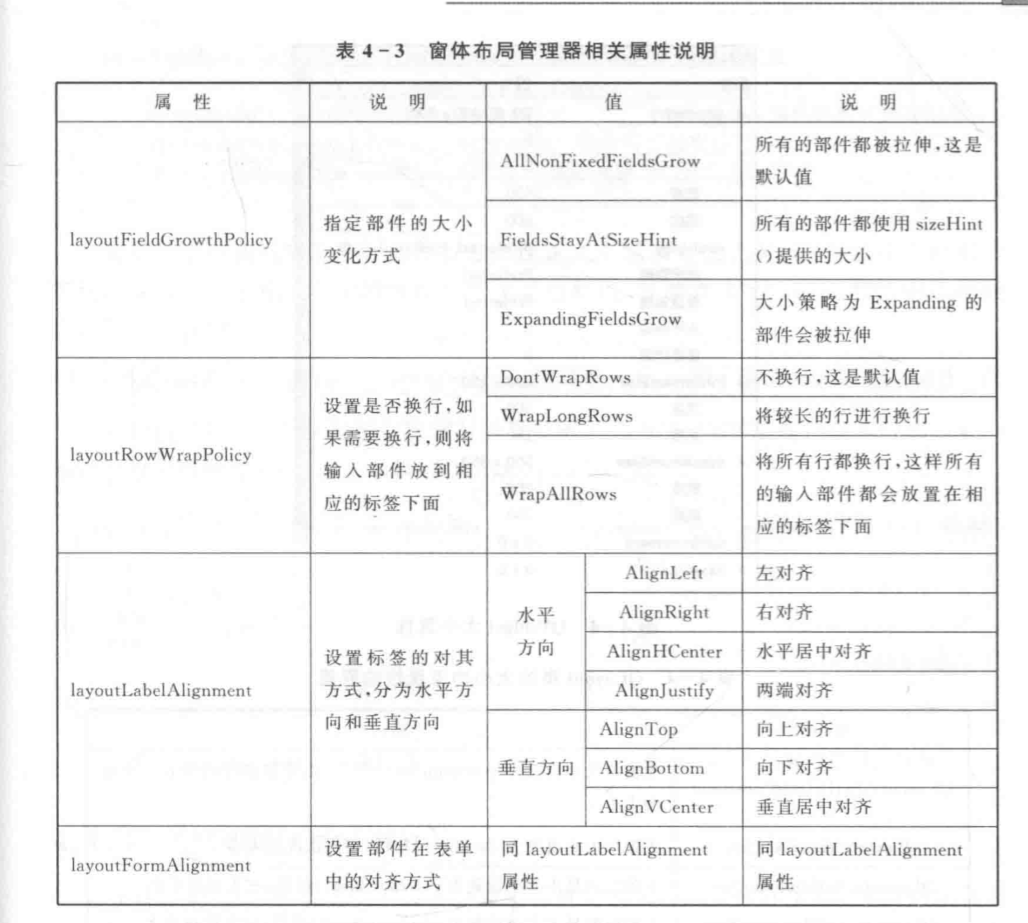 表 4-3 窗体布局管理器相关属性说明
属 性 说 明 值 说 明
layoutFieldGrowthPolicy
指定部件的大小
变化方式
AllNonFixedFieldsGrow
所有的部件都被拉伸,这是
默认值
FieldsStayAtSizeHint
所有的部件都使用 sizeHint
()提供的大小
ExpandingFieldsGrow
大小策略为 Expanding 的
部件会被拉伸
layoutRowWrapPolicy
设置是否换行,如
果需要换行,则将
输入部件放到相
应的标签下面
DontWrapRows
不换行,这是默认值
WrapLongRows
将较长的行进行换行
WrapAllRows
将所有行都换行,这样所有
的输入部件都会放置在相
应的标签下面
layoutLabelAlignment
设置标签的对其
方式,分为水平方
向和垂直方向
水平
方向
AlignLeft
左对齐
AlignRight
右对齐
AlignHCenter
水平居中对齐
AlignJustify
两端对齐
垂直方向
AlignTop
向上对齐
AlignBottom
向下对齐
AlignVCenter
垂直居中对齐
layoutFormAlignment
设置部件在表单
中的对齐方式
同 layoutLabelAlignment
属性
同 layoutLabelAlignment
属性